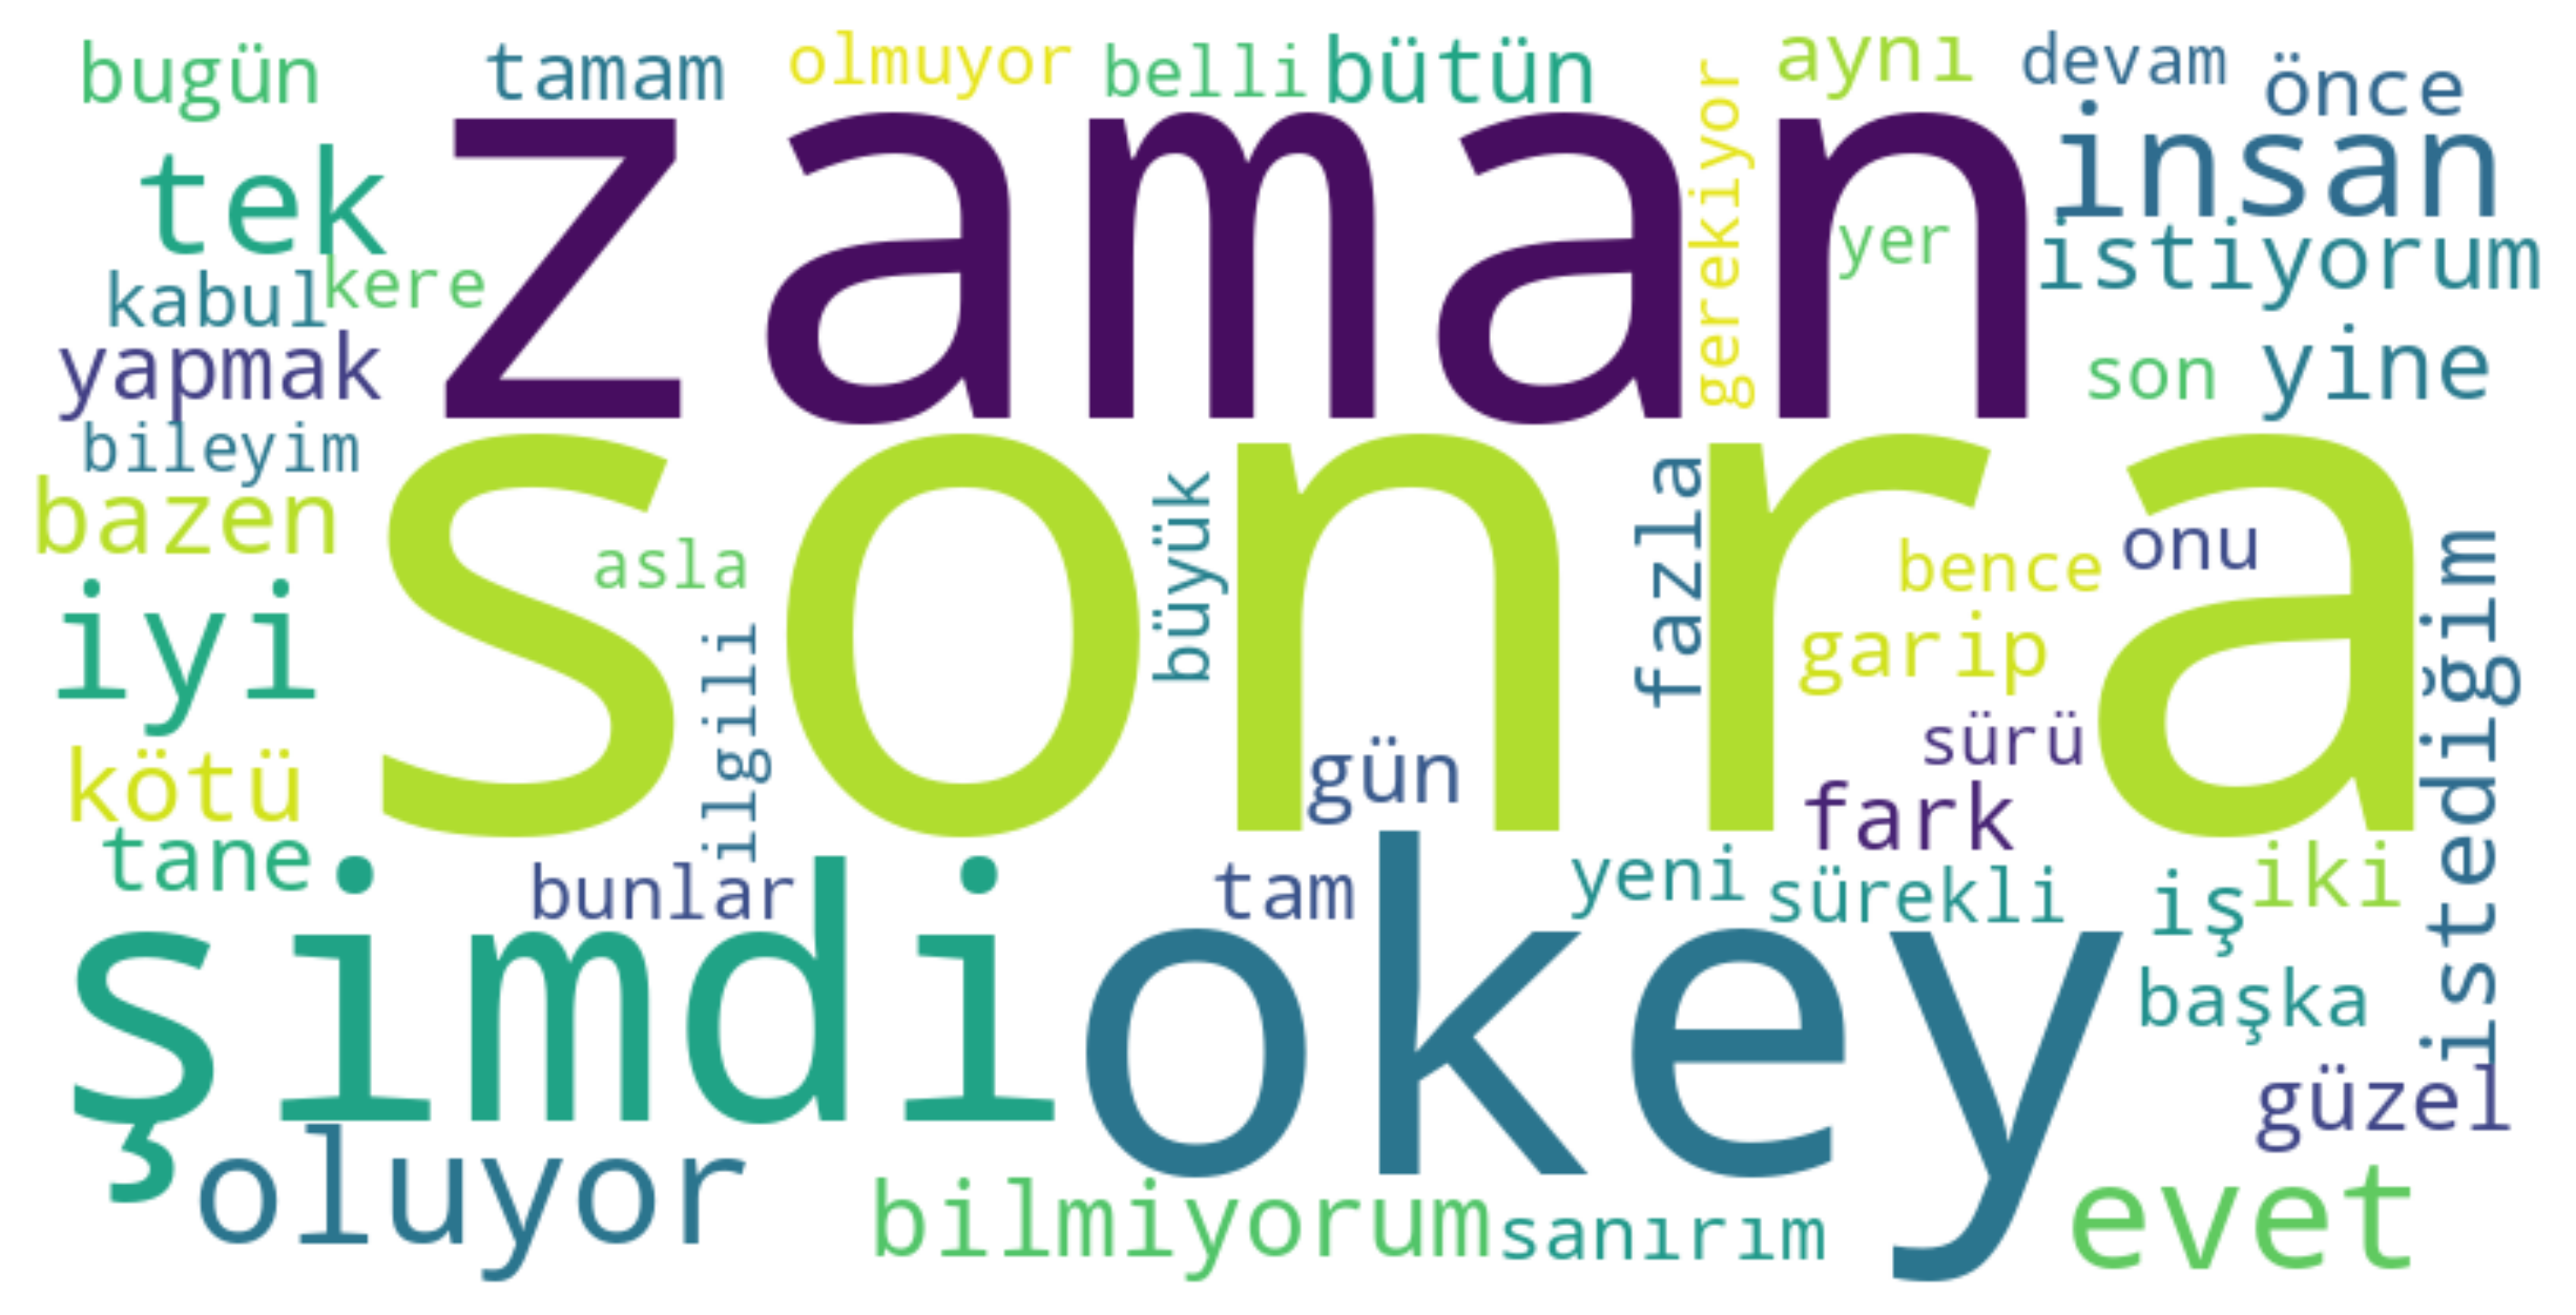 bugün tamam olmuyor belli bütün aynı devam önce
zaman
gerekiyor
tek
insan
yer
istiyorum
kabul kere
yapmak
son yine
bileyim
sonra
bazen
asla
büyük
fazla
bence onu
iyi
garip
istediğim
ilgili
kötü
gün
sürü
fark
tane
bunlar
tam
yeni sürekli iş iki
şimdi
okey
başka
güzel
oluyor
bilmiyorum sanırım
evet